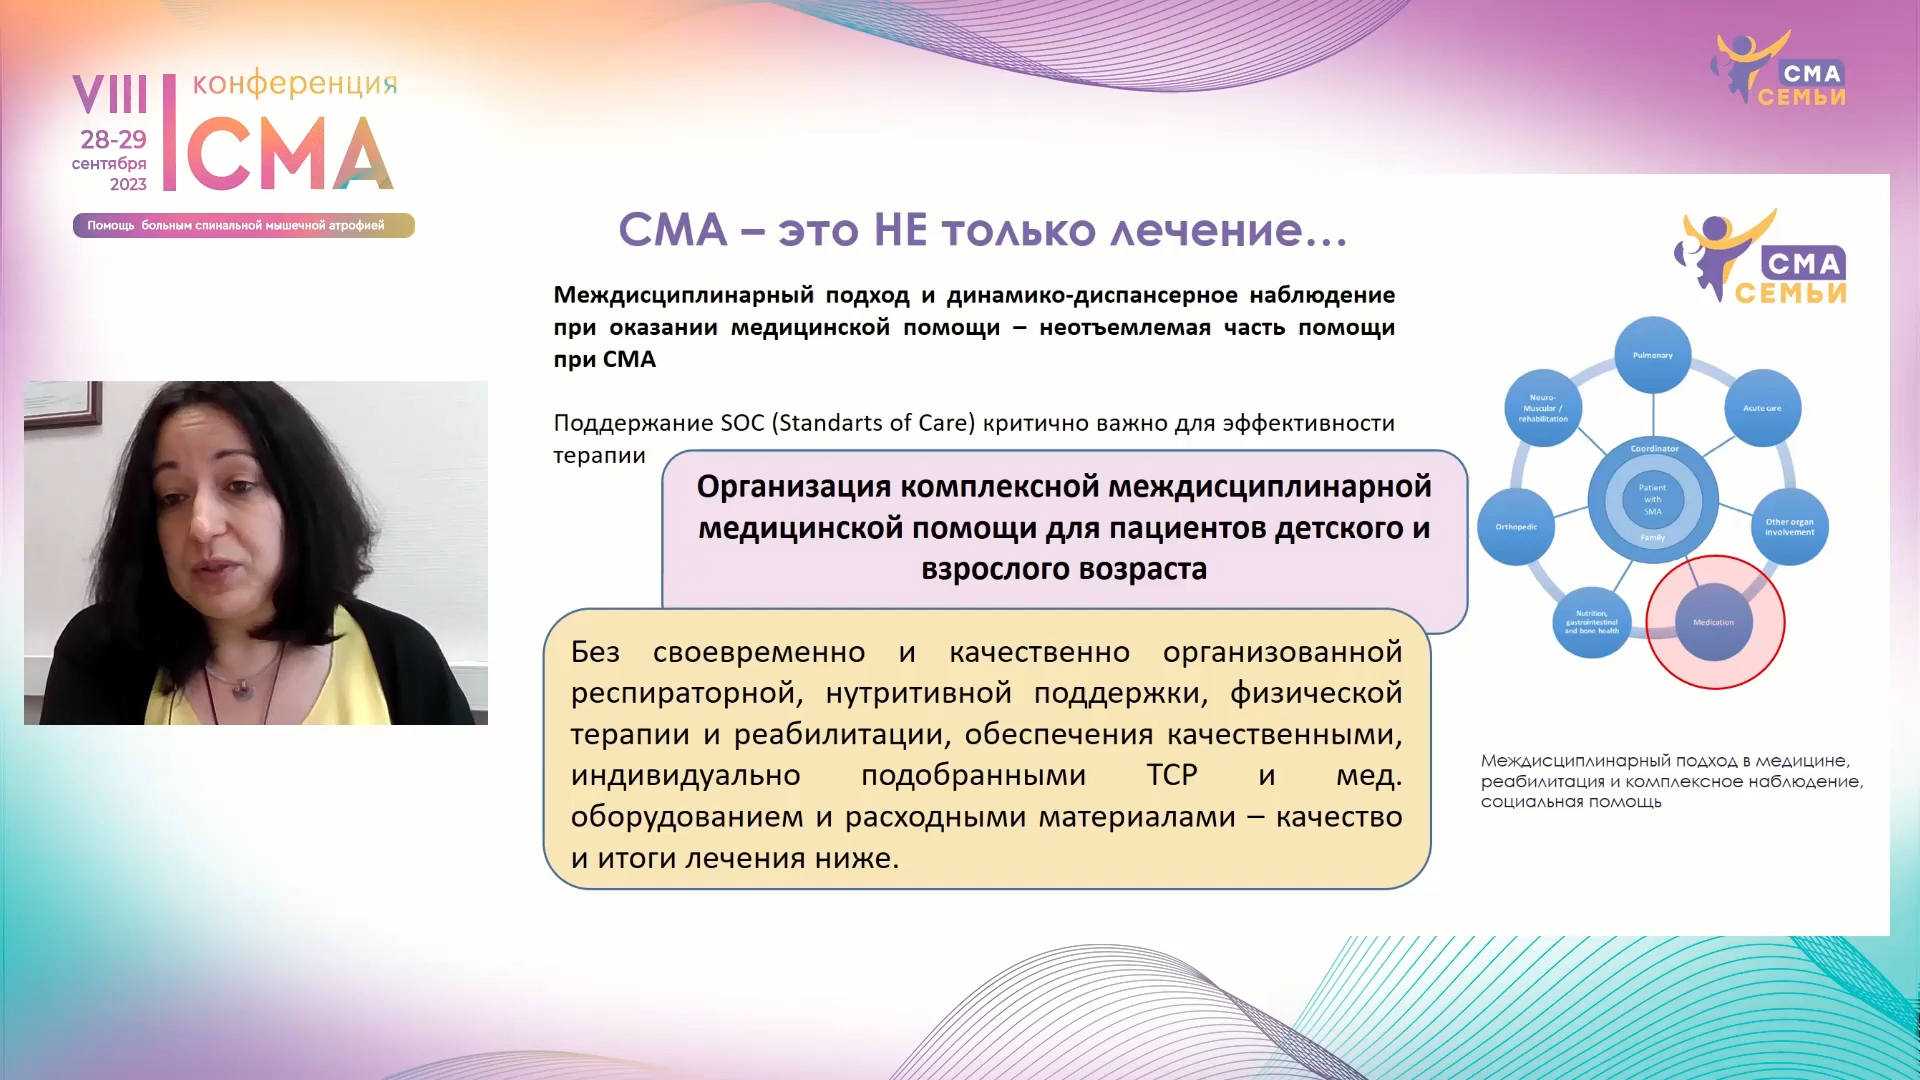 VIII
28-29
сентября
2023
конференция
СМА
Помощь больным спинальной мышечной атрофией
СМА
СЕМЬИ
СМА – это НЕ только лечение…
СМА
СЕМЬИ
Междисциплинарный подход и динамико-диспансерное наблюдение
при оказании медицинской помощи – неотъемлемая часть помощи
при СМА
Поддержание SOC (Standarts of Care) критично важно для эффективности
терапии
Организация комплексной междисциплинарной
медицинской помощи для пациентов детского и
взрослого возраста
Без своевременно и качественно организованной
респираторной, нутритивной поддержки, физической
терапии и реабилитации, обеспечения качественными,
индивидуально подобранными ТСР и мед.
оборудованием и расходными материалами – качество
и итоги лечения ниже.
Pulmonary
Neuro-
Muscular /
rehabilitation
Acute care
Coordinator
Patient
with
SMA
Family
Orthopedic
Other organ
involvement
Nutrition,
gastrointestinal
and bone health
Medication
Междисциплинарный подход в медицине,
реабилитация и комплексное наблюдение,
социальная помощь